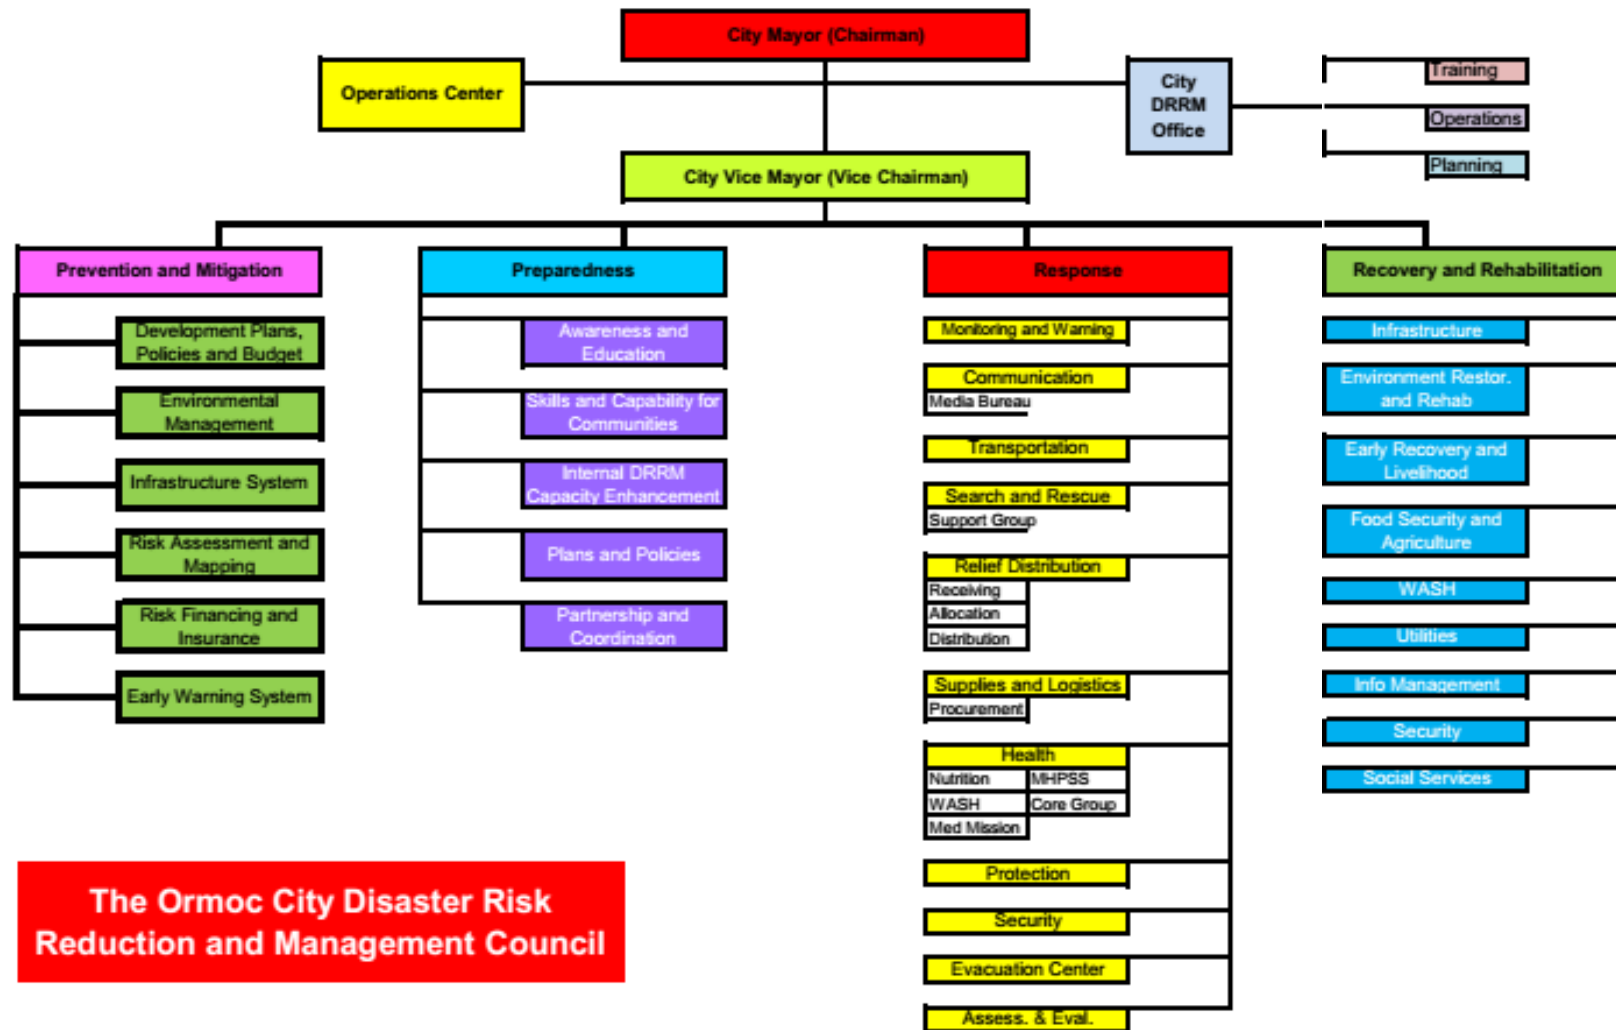 City Mayor (Chairman)
Operations Center
City
DRRM
Office
Training
Operations
Planning
City Vice Mayor (Vice Chairman)
Prevention and Mitigation
Development Plans,
Policies and Budget
Environmental
Management
Infrastructure System
Risk Assessment and
Mapping
Risk Financing and
Insurance
Early Warning System
Preparedness
Awareness and
Education
Skills and Capability for
Communities
Internal DRRM
Capacity Enhancement
Plans and Policies
Partnership and
Coordination
Response
Monitoring and Warning
Communication
Media Bureau
Transportation
Search and Rescue
Support Group
Relief Distribution
Receiving
Allocation
Distribution
Supplies and Logistics
Procurement
Health
Nutrition MHPSS
WASH Core Group
Med Mission
Protection
Security
Evacuation Center
Assess. & Eval.
Recovery and Rehabilitation
Infrastructure
Environment Restor.
and Rehab
Early Recovery and
Livelihood
Food Security and
Agriculture
WASH
Utilities
Info Management
Security
Social Services
The Ormoc City Disaster Risk
Reduction and Management Council